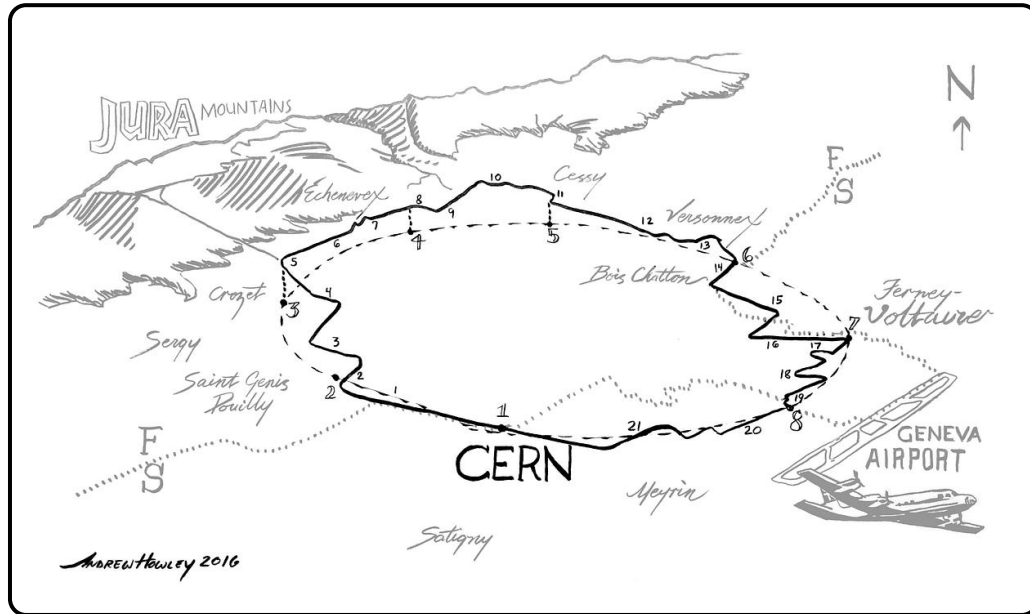 N
JURA MOUNTAINS
10
Cessy
F
S
Echenevex
8
11
7
9
12
Versonnex
6
4
5
13
6
5
14
Bois Chatton
Crozet
3
4
15
Ferney-
Voltaire
7
16
17
Sergy
3
Saint Genis
Pouilly
2
2
1
18
19
8
1
21
20
F
S
CERN
GENEVA
AIRPORT
Meyrin
Satigny
ANDREW HOWLEY 2016